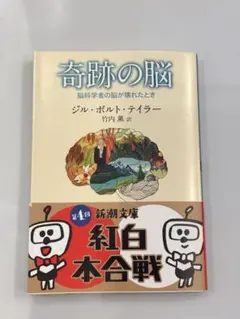 奇跡の脳
脳科学者の脳が壊れたとき
ジル・ボルト・テイラー
竹内 薫 訳
第4回
新潮文庫
紅白
本合戦